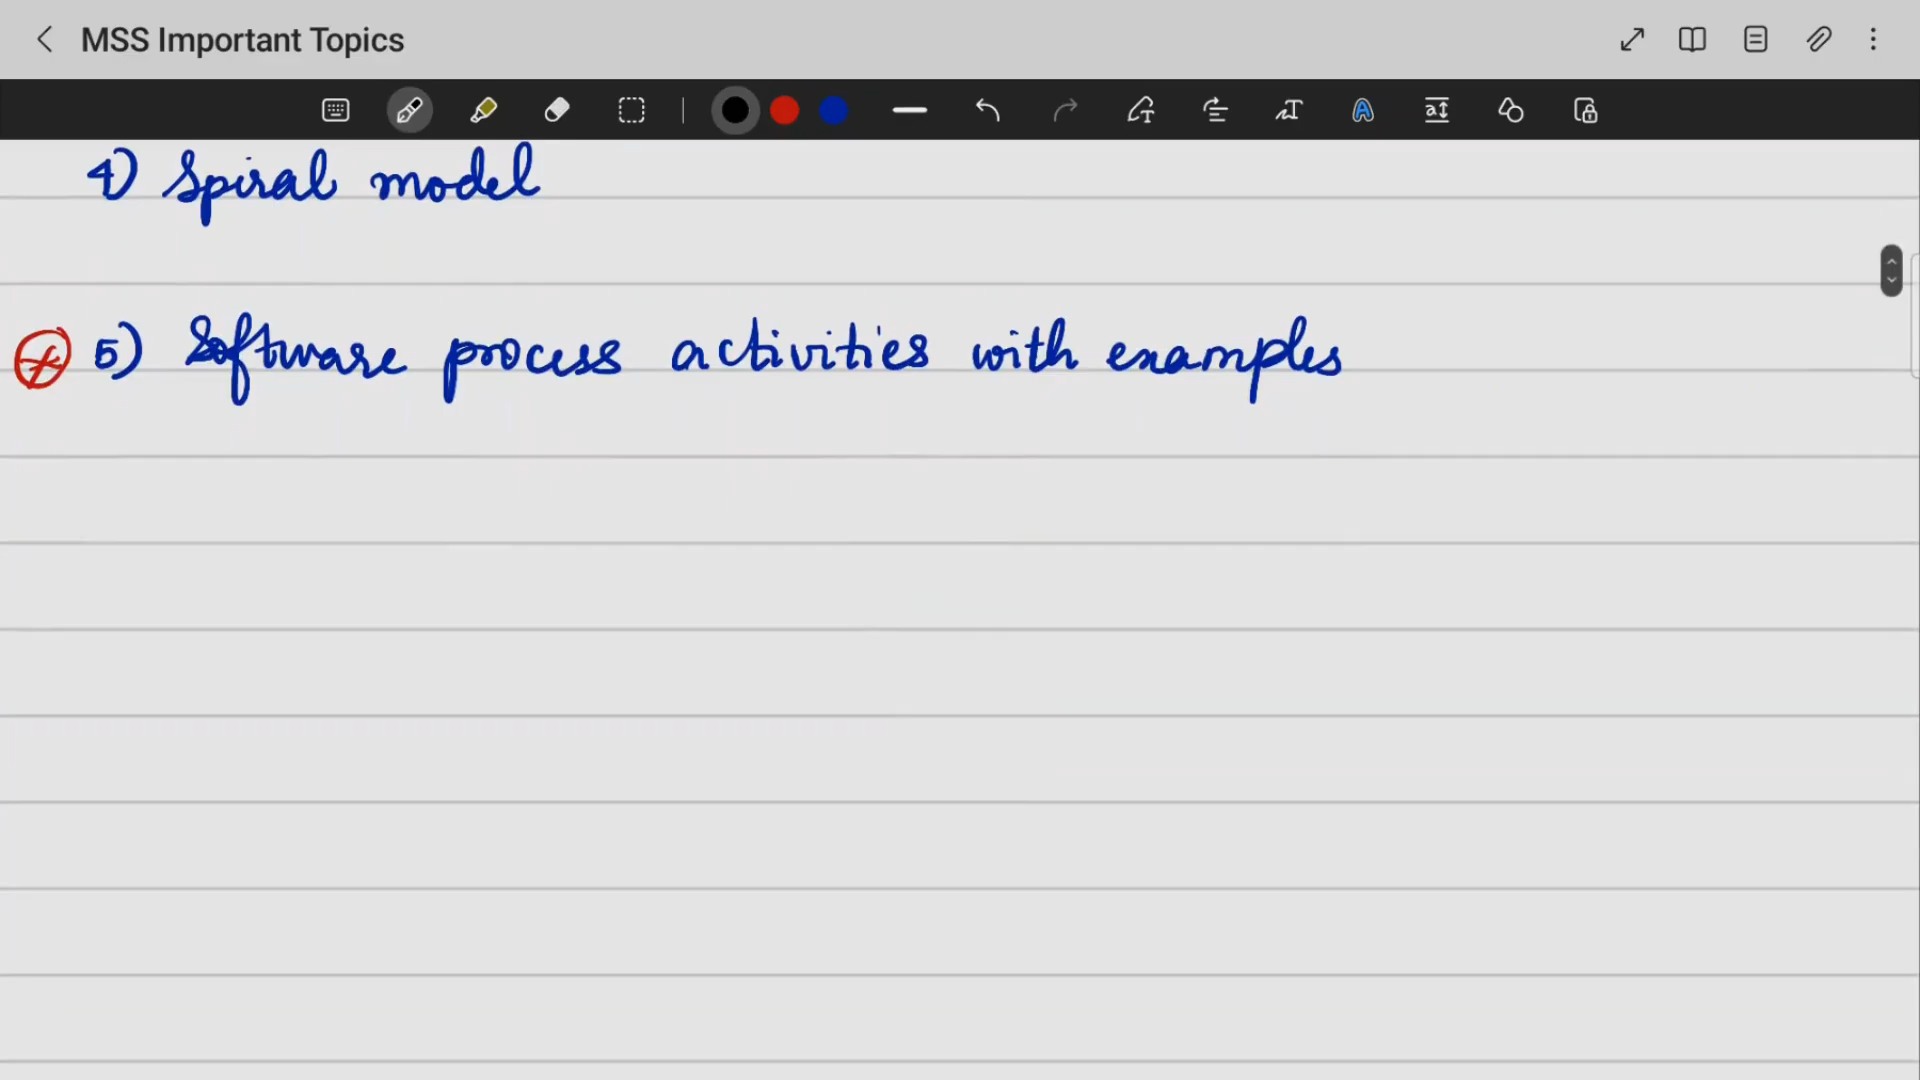 MSS Important Topics
4) Spiral model
5) Software process activities with examples